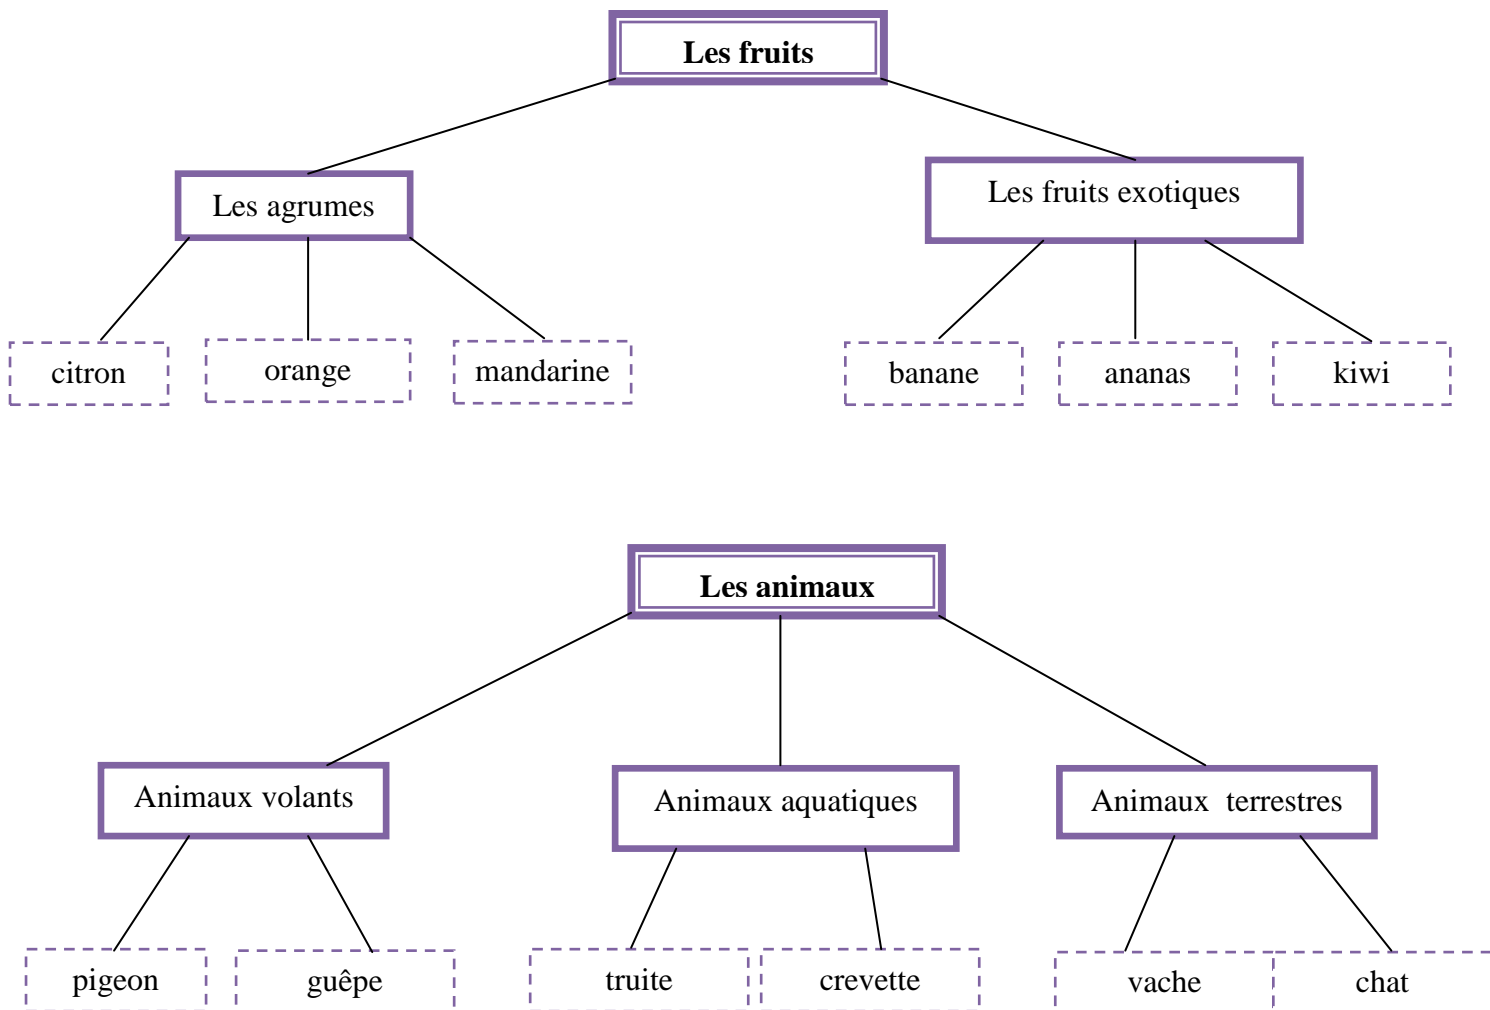 Les fruits
Les agrumes
Les fruits exotiques
citron
orange
mandarine
banane
ananas
kiwi
Les animaux
Animaux volants
Animaux aquatiques
Animaux terrestres
pigeon
guêpe
truite
crevette
vache
chat